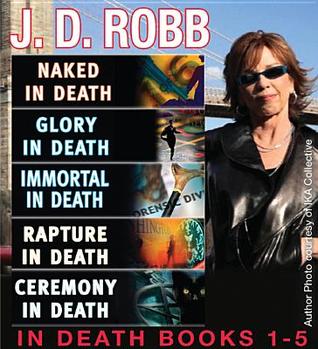 J. D. ROBB
NAKED
IN DEATH
GLORY
IN DEATH
IMMORTAL
IN DEATH
RAPTURE
IN DEATH
CEREMONY
IN DEATH
IN DEATH BOOKS 1-5
Author Photo courtesy of IKA Collective